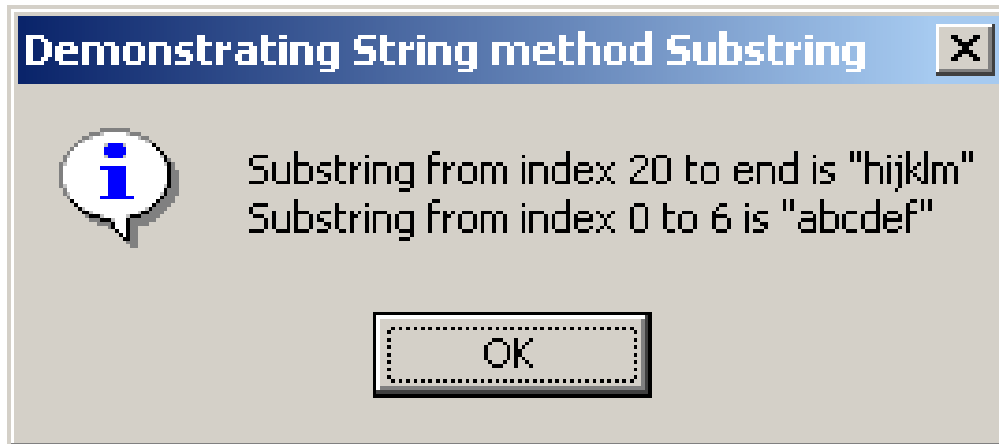 Demonstrating String method Substring
Substring from index 20 to end is "hijklm"
Substring from index 0 to 6 is "abcdef"
OK